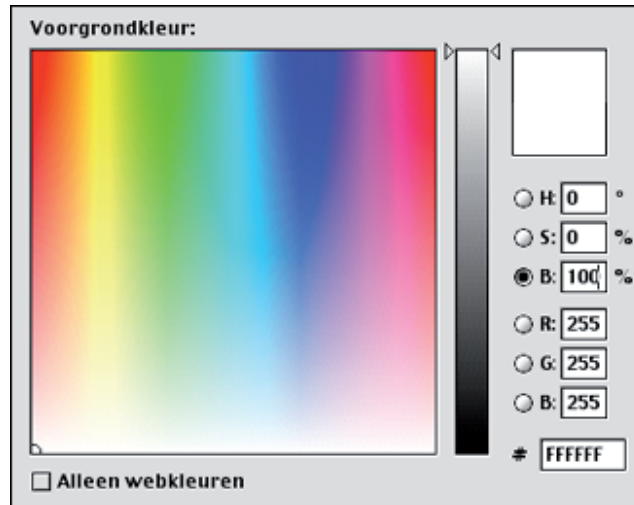 Voorgrondkleur:
H: 0 °
S: 0 %
B: 100 %
R: 255
G: 255
B: 255
# FFFFFF
Alleen webkleuren